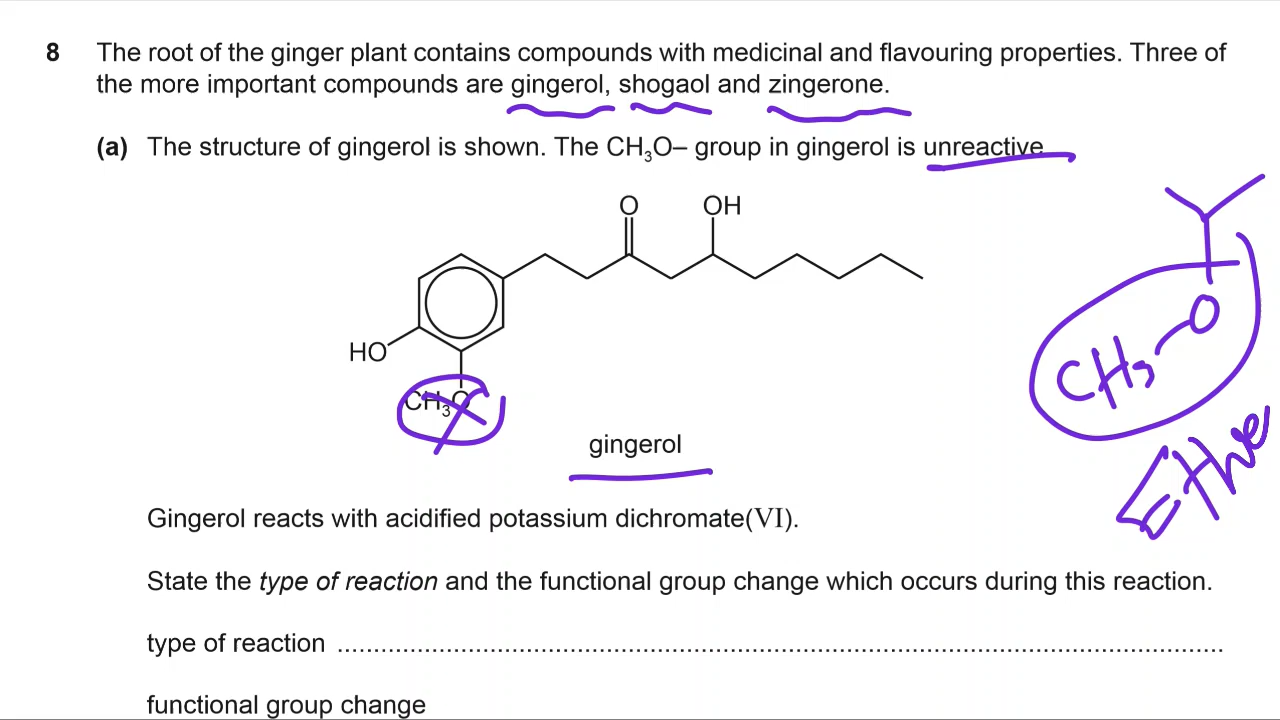 8 The root of the ginger plant contains compounds with medicinal and flavouring properties. Three of
the more important compounds are gingerol, shogaol and zingerone.
(a) The structure of gingerol is shown. The CH₃O– group in gingerol is unreactive
O OH
HO
CH₃O
CH₃–O
Ethe
gingerol
Gingerol reacts with acidified potassium dichromate(VI).
State the type of reaction and the functional group change which occurs during this reaction.
type of reaction ..........................................................................................................................
functional group change